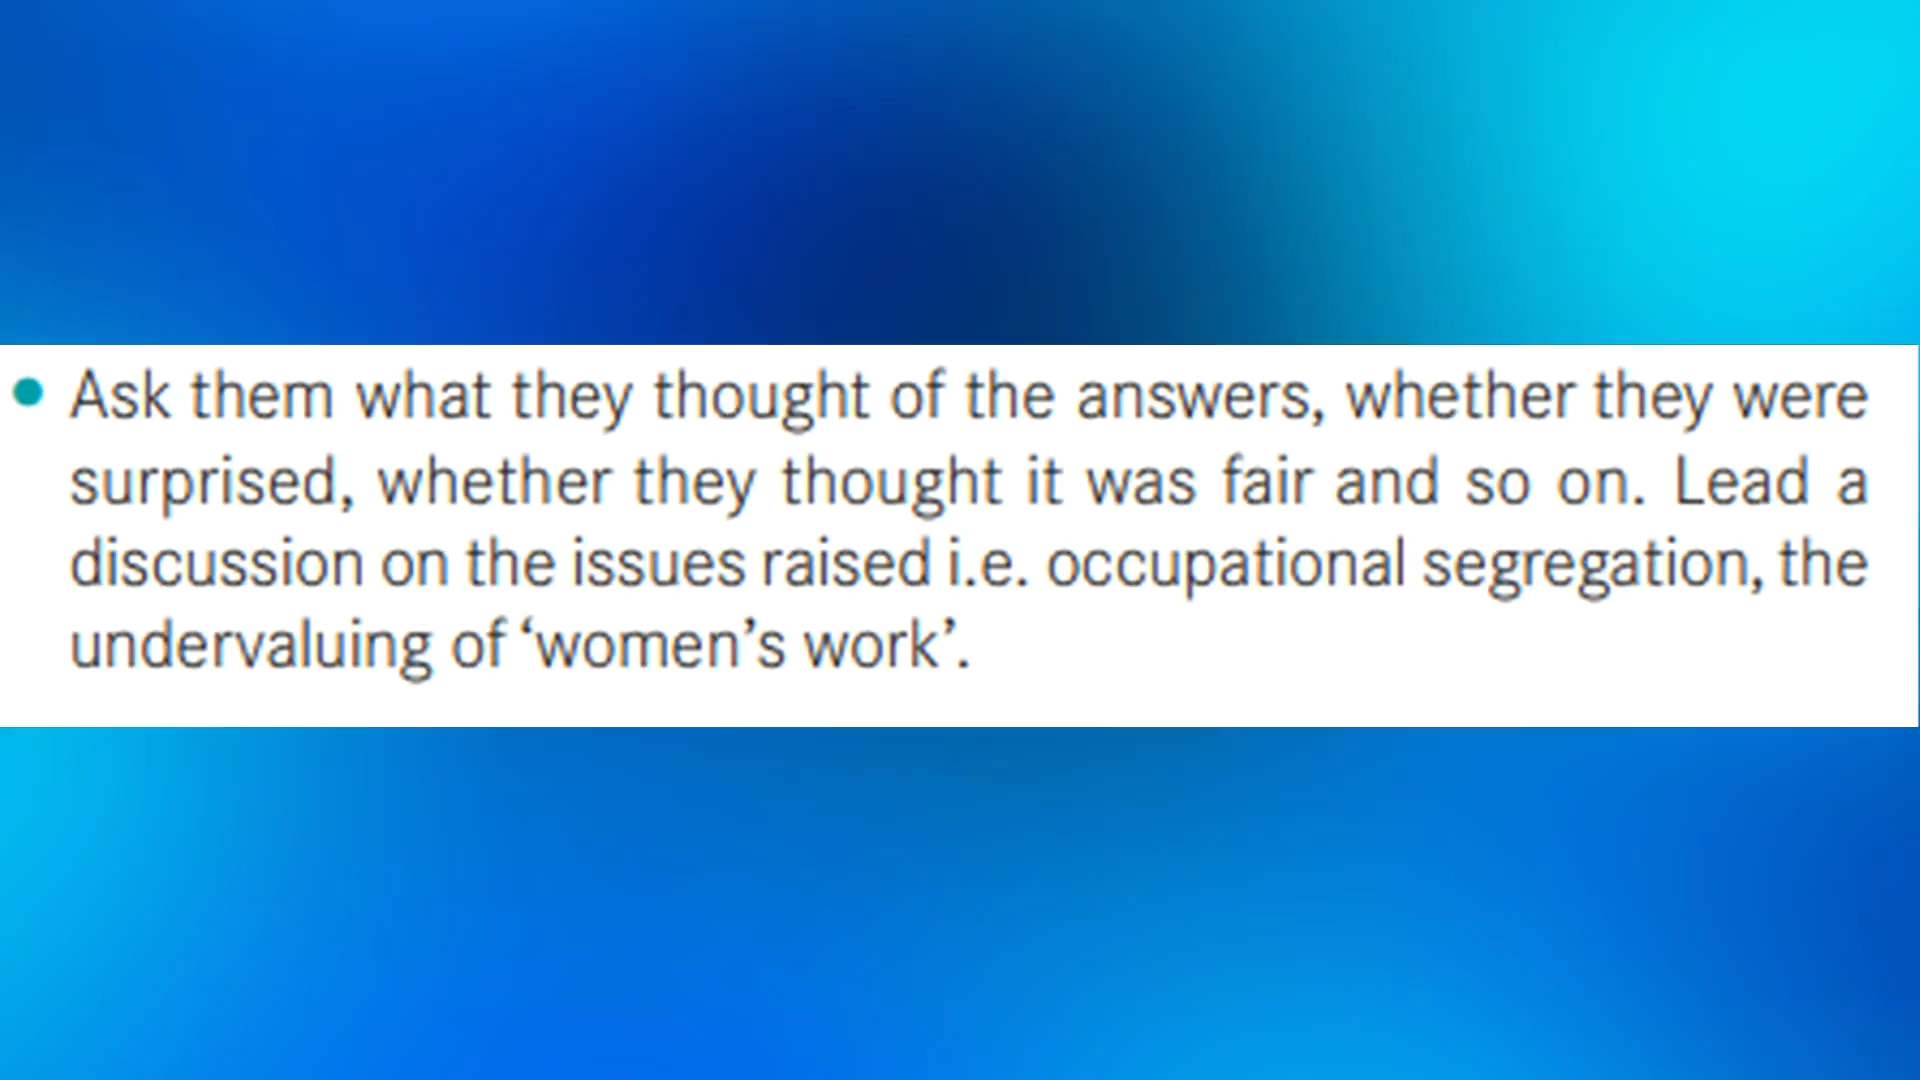 • Ask them what they thought of the answers, whether they were
surprised, whether they thought it was fair and so on. Lead a
discussion on the issues raised i.e. occupational segregation, the
undervaluing of ‘women’s work’.